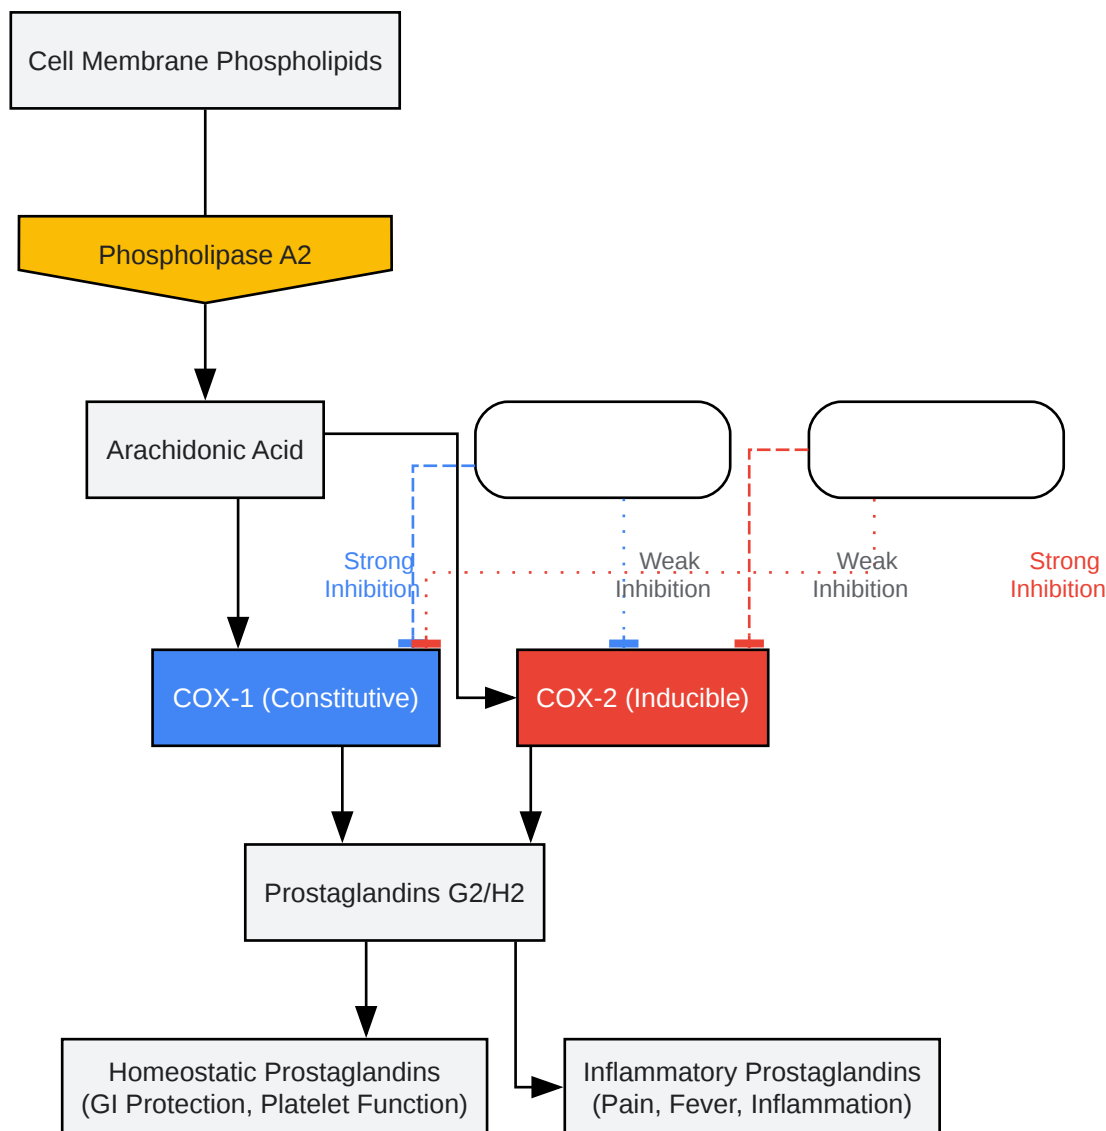 Cell Membrane Phospholipids
Phospholipase A2
Arachidonic Acid
Strong
Inhibition
Weak
Inhibition
Weak
Inhibition
Strong
Inhibition
COX-1 (Constitutive)
COX-2 (Inducible)
Prostaglandins G2/H2
Homeostatic Prostaglandins
(GI Protection, Platelet Function)
Inflammatory Prostaglandins
(Pain, Fever, Inflammation)